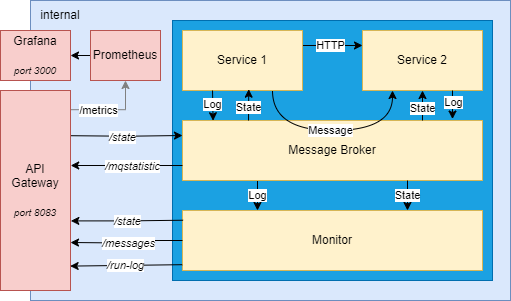 internal
Grafana
port 3000
Prometheus
Service 1
HTTP
Service 2
Log
State
State
Log
/metrics
Message
/state
API
Gateway
port 8083
Message Broker
/mqstatistic
Log
State
/state
/messages
Monitor
/run-log